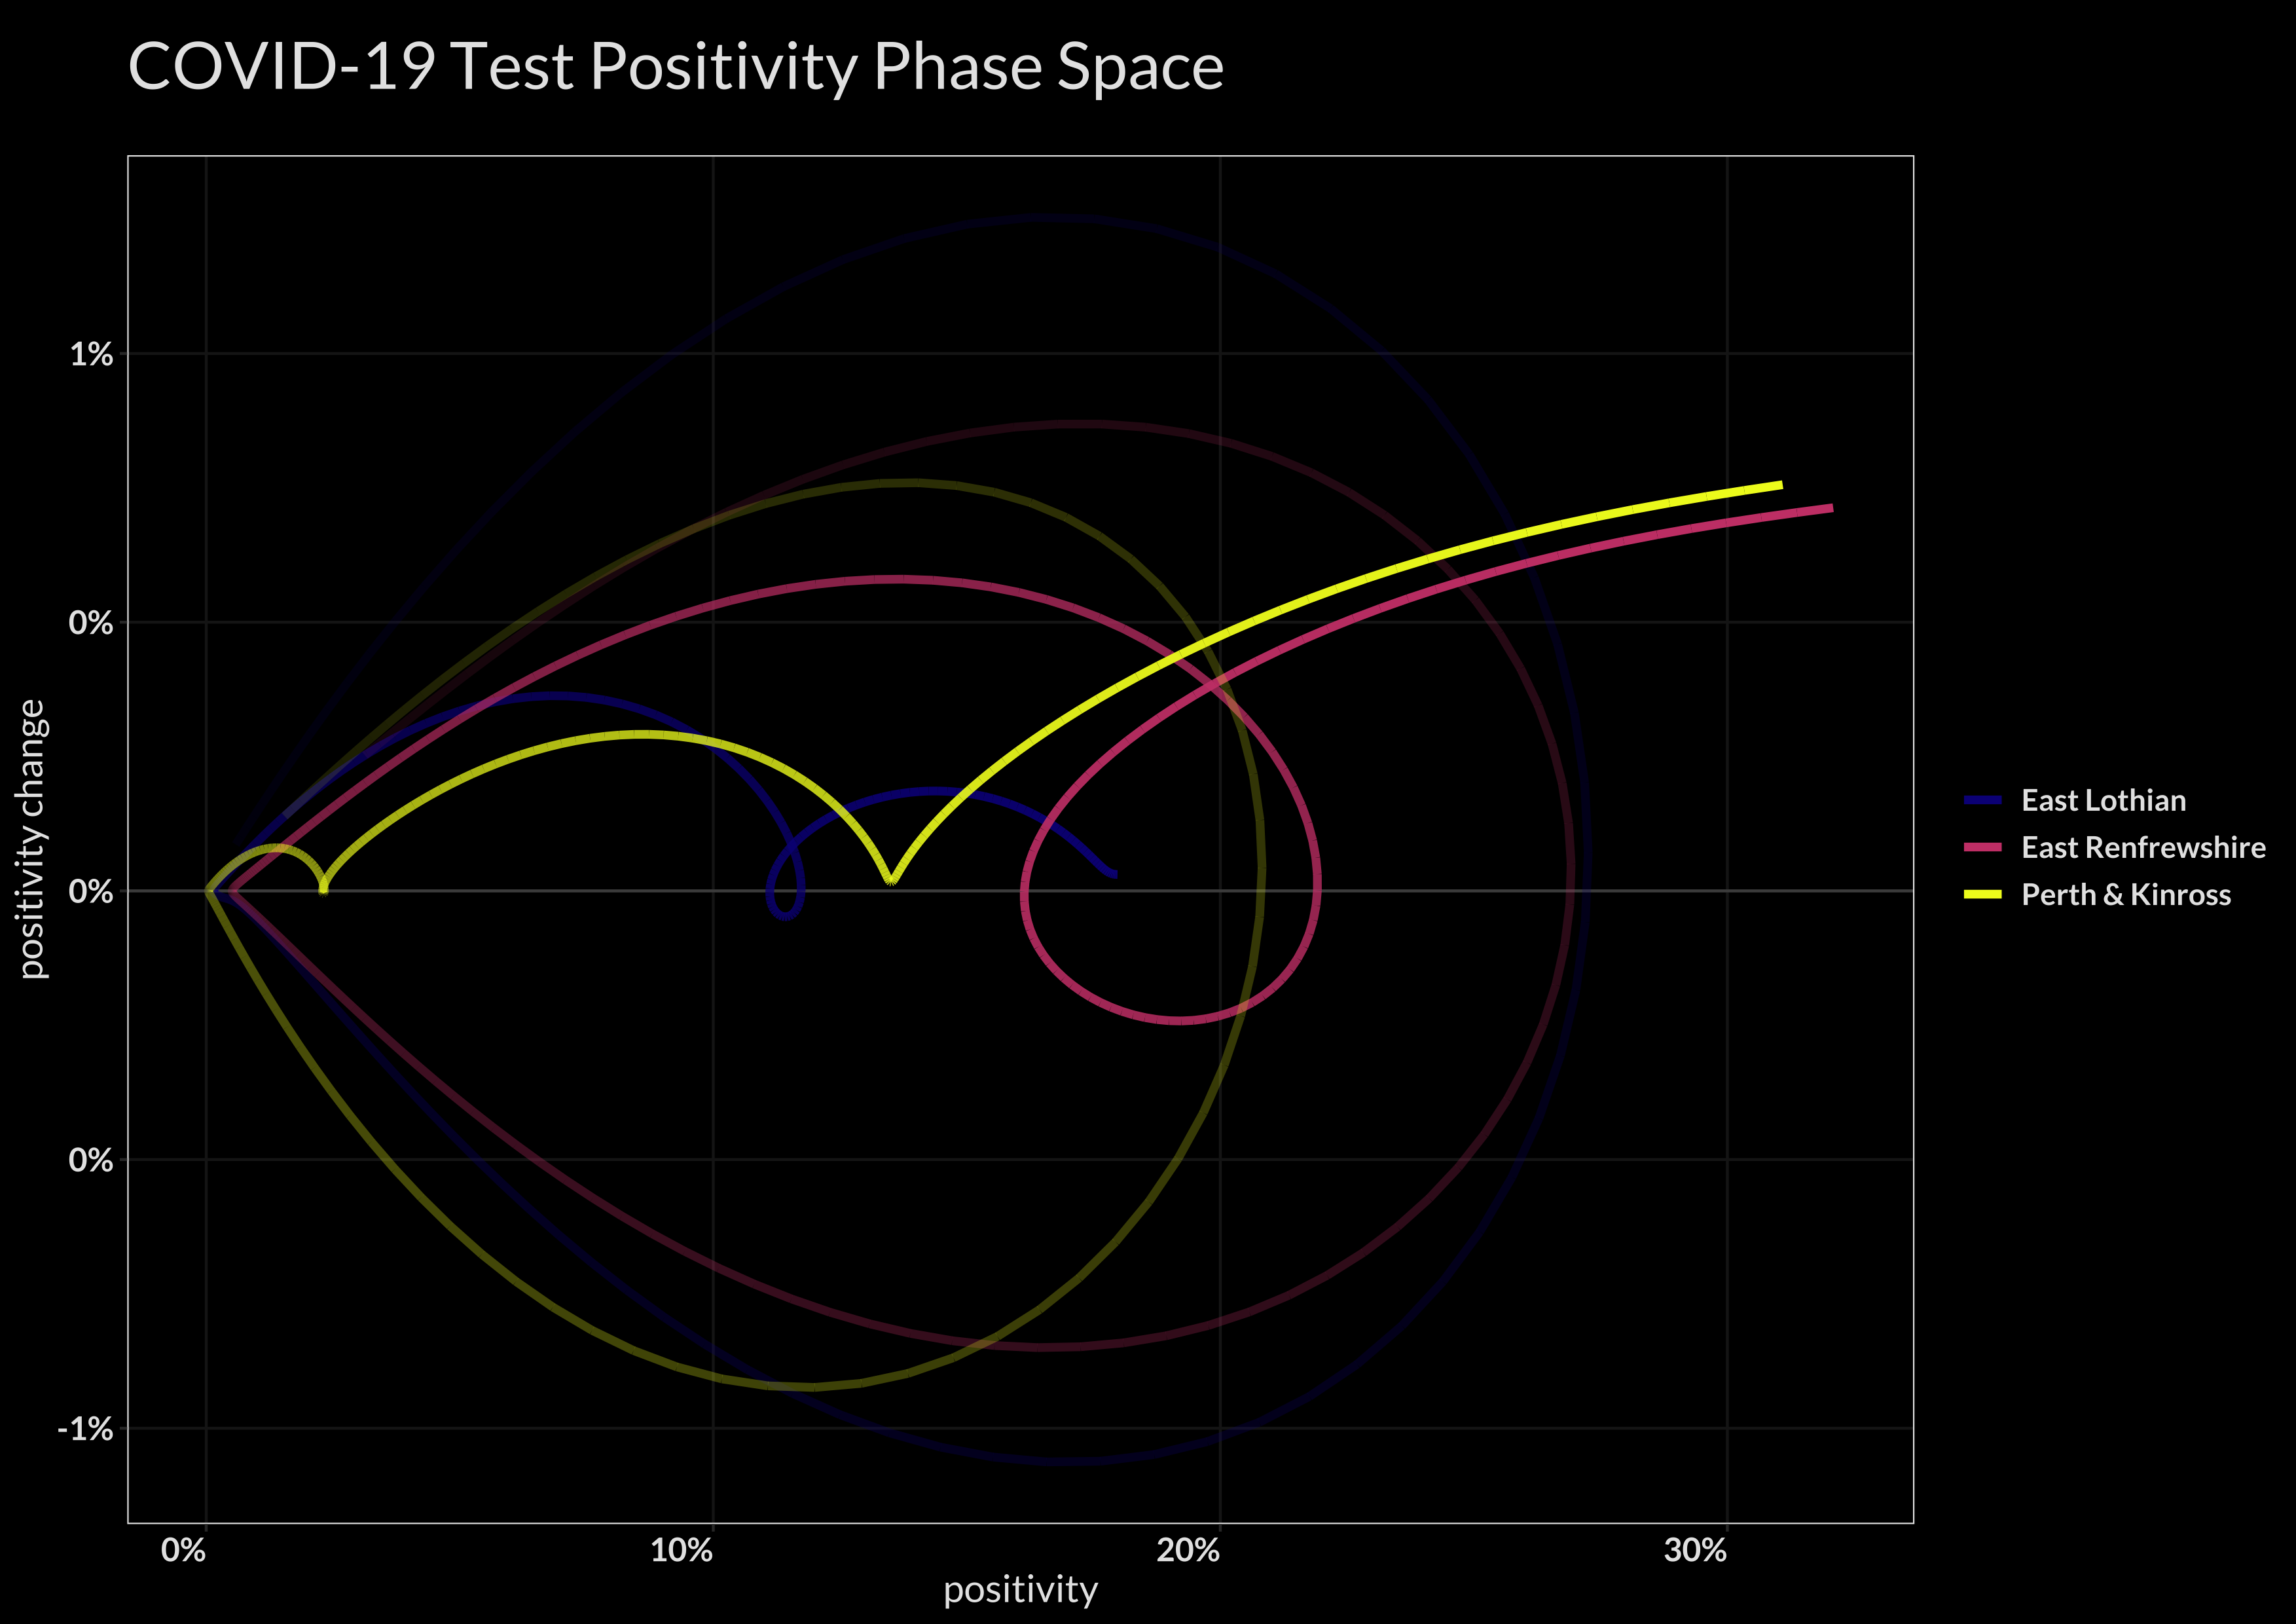 COVID-19 Test Positivity Phase Space
1%
0%
0%
0%
-1%
positivity change
0%
10%
20%
30%
positivity
East Lothian
East Renfrewshire
Perth & Kinross